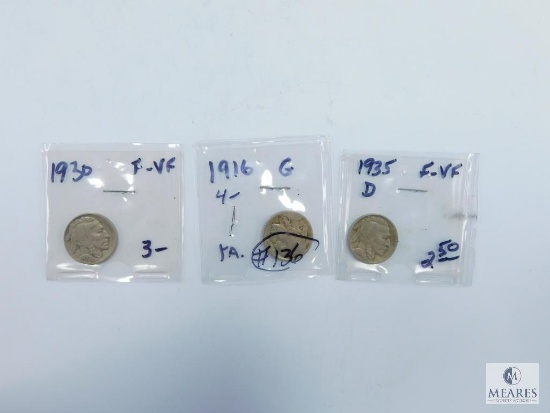 1930 F-VF
3-
1916 G
4-
#136
1935 F-VF
D
2 50
M
MEARES